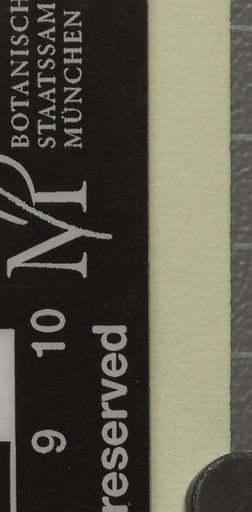 BOTANISCH
STAATSSAM
MÜNCHEN
M
9 10
reserved